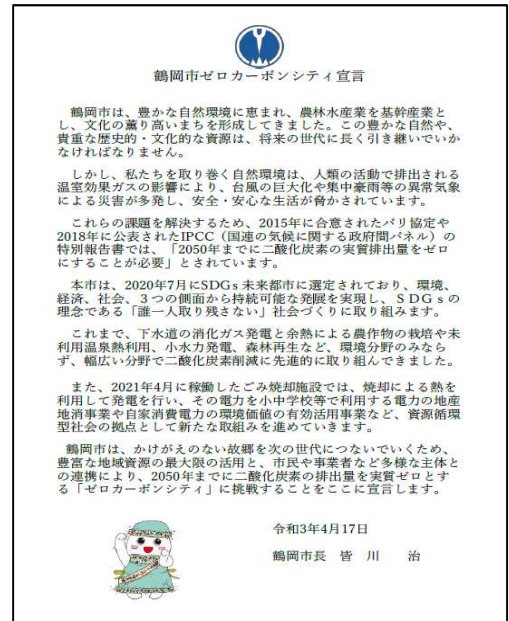 鶴岡市ゼロカーボンシティ宣言
鶴岡市は、豊かな自然環境に恵まれ、農林水産業を基幹産業と
し、文化の薫り高いまちを形成してきました。この豊かな自然や、
貴重な歴史的・文化的な資源は、将来の世代に長く引き継いでいか
なければなりません。
しかし、私たちを取り巻く自然環境は、人類の活動で排出される
温室効果ガスの影響により、台風の巨大化や集中豪雨等の異常気象
による災害が多発し、安全・安心な生活が脅かされています。
これらの課題を解決するため、2015年に合意されたパリ協定や
2018年に公表されたIPCC（国連の気候に関する政府間パネル）の
特別報告書では、「2050年までに二酸化炭素の実質排出量をゼロ
にすることが必要」とされています。
本市は、2020年7月にSDGs未来都市に選定されており、環境、
経済、社会、３つの側面から持続可能な発展を実現し、ＳＤＧｓの
理念である「誰一人取り残さない」社会づくりに取り組みます。
これまで、下水道の消化ガス発電と余熱による農作物の栽培や未
利用温泉熱利用、小水力発電、森林再生など、環境分野のみなら
ず、幅広い分野で二酸化炭素削減に先進的に取り組んできました。
また、2021年4月に稼働したごみ焼却施設では、焼却による熱を
利用して発電を行い、その電力を小中学校等で利用する電力の地産
地消事業や自家消費電力の環境価値の有効活用事業など、資源循環
型社会の拠点として新たな取組みを進めていきます。
鶴岡市は、かけがえのない故郷を次の世代につないでいくため、
豊富な地域資源の最大限の活用と、市民や事業者など多様な主体と
の連携により、2050年までに二酸化炭素の排出量を実質ゼロとす
る「ゼロカーボンシティ」に挑戦することをここに宣言します。
令和3年4月17日
鶴岡市長 皆 川 治